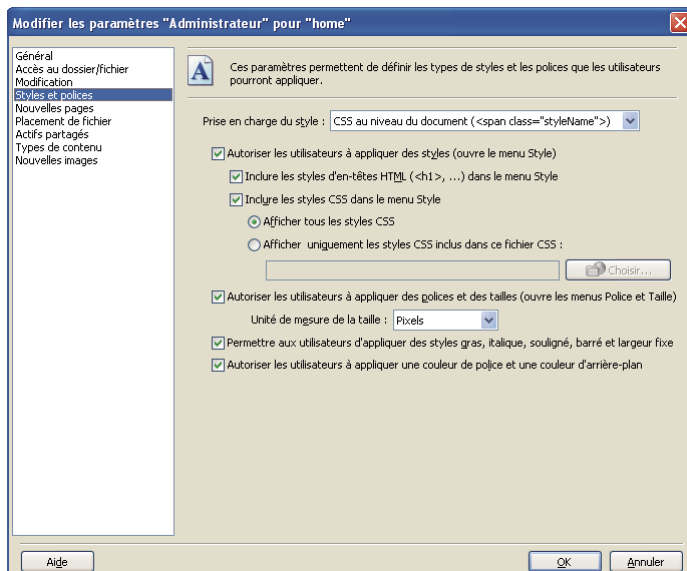 Modifier les paramètres "Administrateur" pour "home"
Général
Accès au dossier/fichier
Modification
Styles et polices
Nouvelles pages
Placement de fichier
Actifs partagés
Types de contenu
Nouvelles images
Ces paramètres permettent de définir les types de styles et les polices que les utilisateurs
pourront appliquer.
Prise en charge du style : CSS au niveau du document (<span class="styleName">)
Autoriser les utilisateurs à appliquer des styles (ouvre le menu Style)
Inclure les styles d'en-têtes HTML (<h1>, ...) dans le menu Style
Inclure les styles CSS dans le menu Style
Afficher tous les styles CSS
Afficher uniquement les styles CSS inclus dans ce fichier CSS :
Choisir...
Autoriser les utilisateurs à appliquer des polices et des tailles (ouvre les menus Police et Taille)
Unité de mesure de la taille : Pixels
Permettre aux utilisateurs d'appliquer des styles gras, italique, souligné, barré et largeur fixe
Autoriser les utilisateurs à appliquer une couleur de police et une couleur d'arrière-plan
Aide OK Annuler